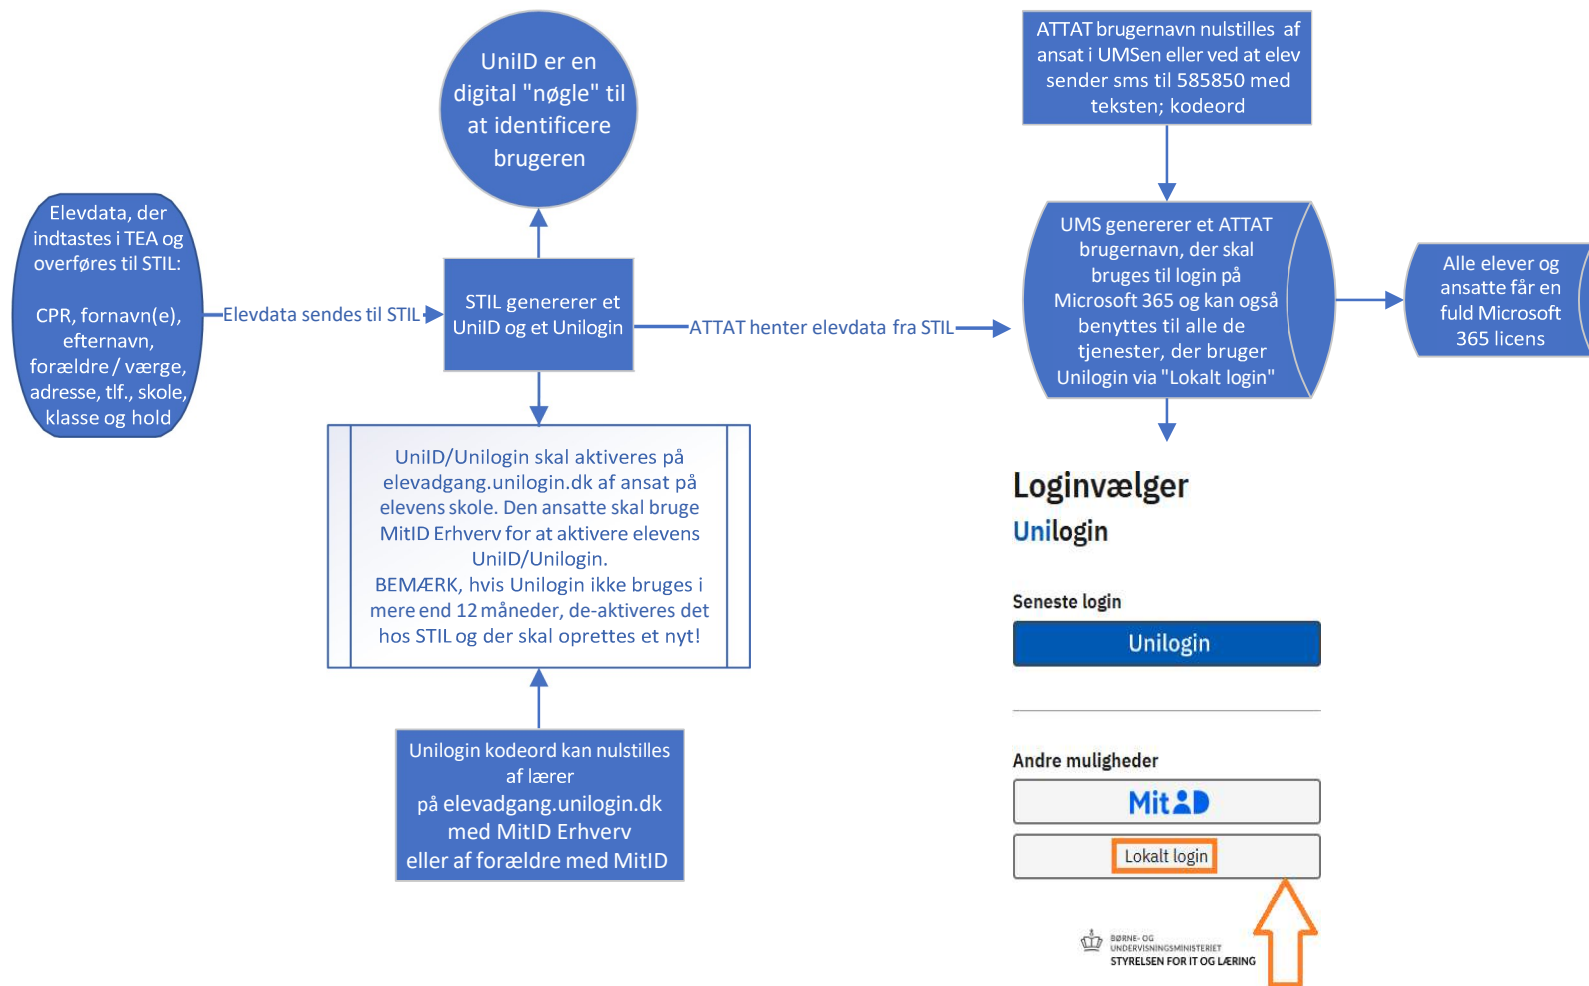 UniID er en
digital "nøgle" til
at identificere
brugeren
ATTAT brugernavn nulstilles af
ansat i UMSen eller ved at elev
sender sms til 585850 med
teksten; kodeord
Elevdata, der
indtastes i TEA og
overføres til STIL:
CPR, fornavn(e),
efternavn,
forældre / værge,
adresse, tlf., skole,
klasse og hold
Elevdata sendes til STIL
STIL genererer et
UniID og et Unilogin
ATTAT henter elevdata fra STIL
UMS genererer et ATTAT
brugernavn, der skal
bruges til login på
Microsoft 365 og kan også
benyttes til alle de
tjenester, der bruger
Unilogin via "Lokalt login"
Alle elever og
ansatte får en
fuld Microsoft
365 licens
UniID/Unilogin skal aktiveres på
elevadgang.unilogin.dk af ansat på
elevens skole. Den ansatte skal bruge
MitID Erhverv for at aktivere elevens
UniID/Unilogin.
BEMÆRK, hvis Unilogin ikke bruges i
mere end 12 måneder, de-aktiveres det
hos STIL og der skal oprettes et nyt!
Unilogin kodeord kan nulstilles
af lærer
på elevadgang.unilogin.dk
med MitID Erhverv
eller af forældre med MitID
Loginvælger
Unilogin
Seneste login
Unilogin
Andre muligheder
Mit ID
Lokalt login
BØRNE- OG
UNDERVISNINGSMINISTERIET
STYRELSEN FOR IT OG LÆRING